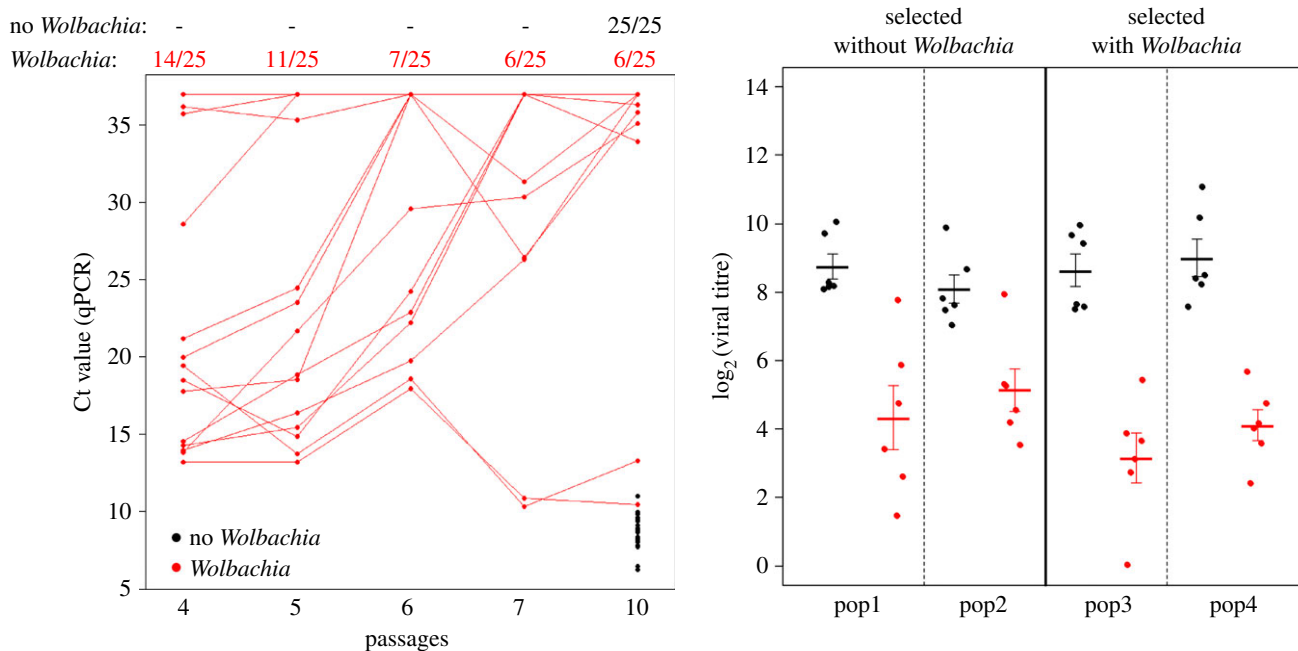 no Wolbachia: - - - - 25/25
Wolbachia: 14/25 11/25 7/25 6/25 6/25
35
30
25
20
15
10
5
Ct value (qPCR)
no Wolbachia
Wolbachia
4 5 6 7 10
passages
selected
without Wolbachia
selected
with Wolbachia
14
12
10
8
6
4
2
0
log2(viral titre)
pop1 pop2 pop3 pop4